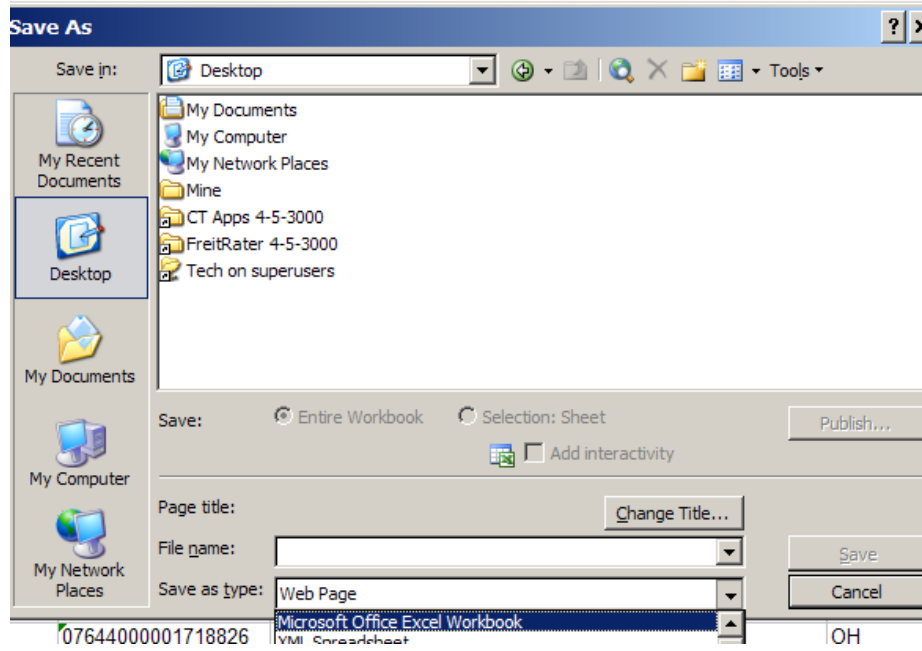 Save As
?
Save in:
Desktop
Tools
My Recent
Documents
Desktop
My Documents
My Computer
My Network
Places
My Documents
My Computer
My Network Places
Mine
CT Apps 4-5-3000
FreitRater 4-5-3000
Tech on superusers
Save:
Entire Workbook
Selection: Sheet
Publish...
Add interactivity
Page title:
Change Title...
File name:
Save
Save as type:
Web Page
Cancel
Microsoft Office Excel Workbook
XML Spreadsheet
07644000001718826
OH